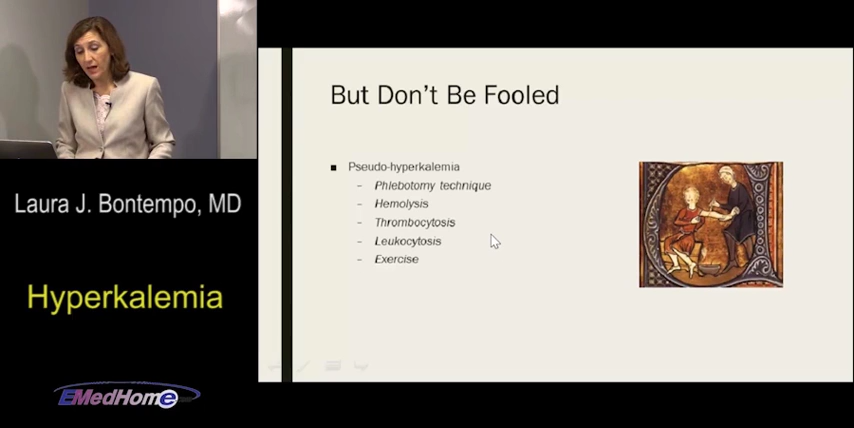 But Don't Be Fooled
Pseudo-hyperkalemia
– Phlebotomy technique
– Hemolysis
– Thrombocytosis
– Leukocytosis
– Exercise
Laura J. Bontempo, MD
Hyperkalemia
EMedHome